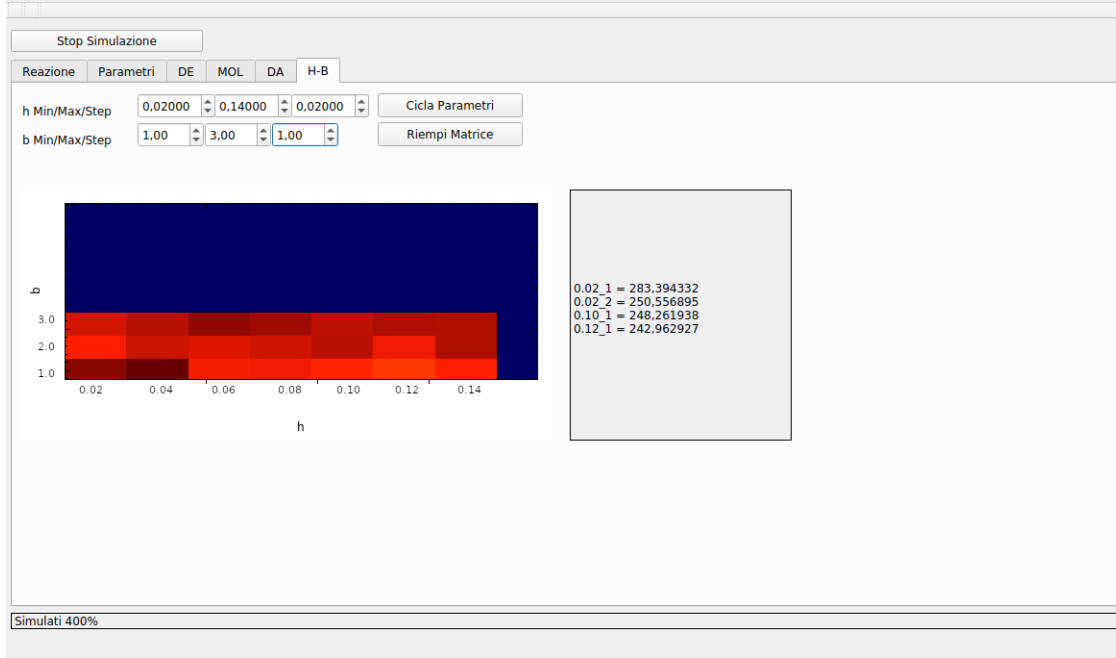 Stop Simulazione
Reazione Parametri DE MOL DA H-B
h Min/Max/Step 0,02000 0,14000 0,02000 Cicla Parametri
b Min/Max/Step 1,00 3,00 1,00 Riempi Matrice
b
3.0
2.0
1.0
0.02 0.04 0.06 0.08 0.10 0.12 0.14
h
0.02_1 = 283,394332
0.02_2 = 250,556895
0.10_1 = 248,261938
0.12_1 = 242,962927
Simulati 400%